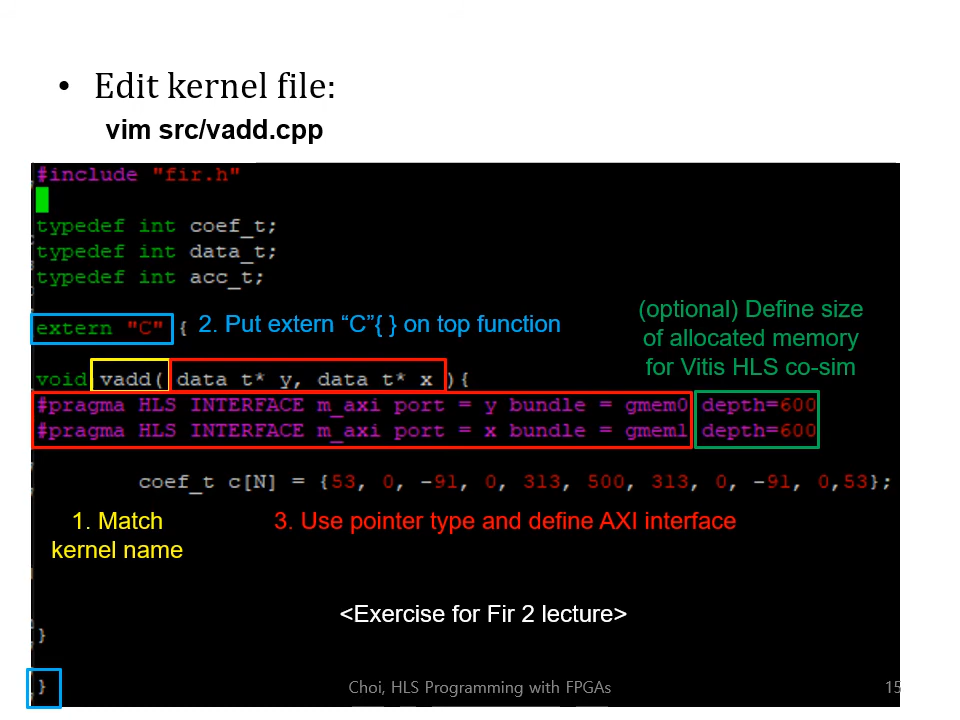 • Edit kernel file:
vim src/vadd.cpp
#include "fir.h"
typedef int coef_t;
typedef int data_t;
typedef int acc_t;
(optional) Define size
of allocated memory
for Vitis HLS co-sim
extern "C" {
2. Put extern “C”{ } on top function
void vadd( data t* y, data t* x ){
#pragma HLS INTERFACE m_axi port = y bundle = gmem0 depth=600
#pragma HLS INTERFACE m_axi port = x bundle = gmem1 depth=600
coef_t c[N] = {53, 0, -91, 0, 313, 500, 313, 0, -91, 0,53};
1. Match
kernel name
3. Use pointer type and define AXI interface
<Exercise for Fir 2 lecture>
}
}
Choi, HLS Programming with FPGAs
15